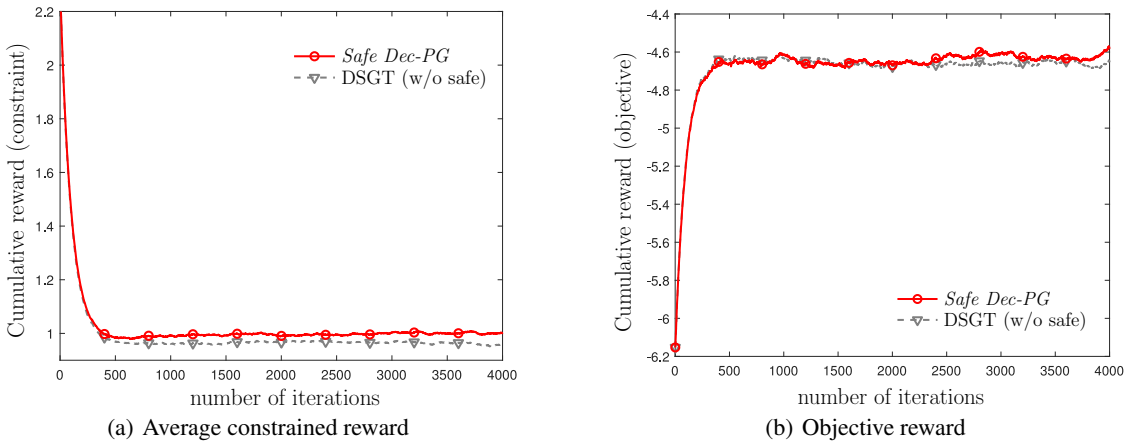 2.2
2
1.8
1.6
1.4
1.2
1
Cumulative reward (constraint)
Safe Dec-PG
DSGT (w/o safe)
0 500 1000 1500 2000 2500 3000 3500 4000
number of iterations
(a) Average constrained reward
-4.4
-4.6
-4.8
-5
-5.2
-5.4
-5.6
-5.8
-6
-6.2
Cumulative reward (objective)
Safe Dec-PG
DSGT (w/o safe)
0 500 1000 1500 2000 2500 3000 3500 4000
number of iterations
(b) Objective reward